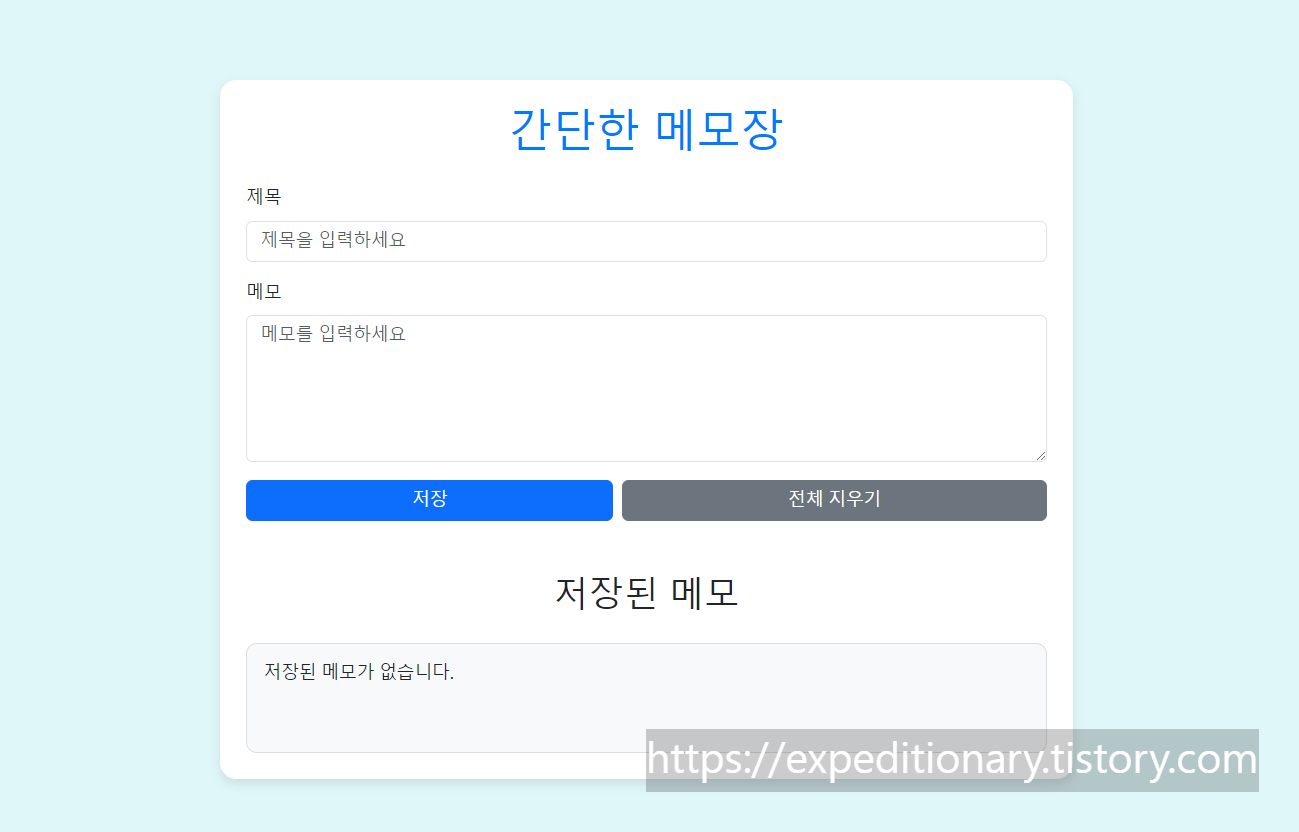 간단한 메모장
제목
제목을 입력하세요
메모
메모를 입력하세요
저장 전체 지우기
저장된 메모
저장된 메모가 없습니다.
https://expeditionary.tistory.com